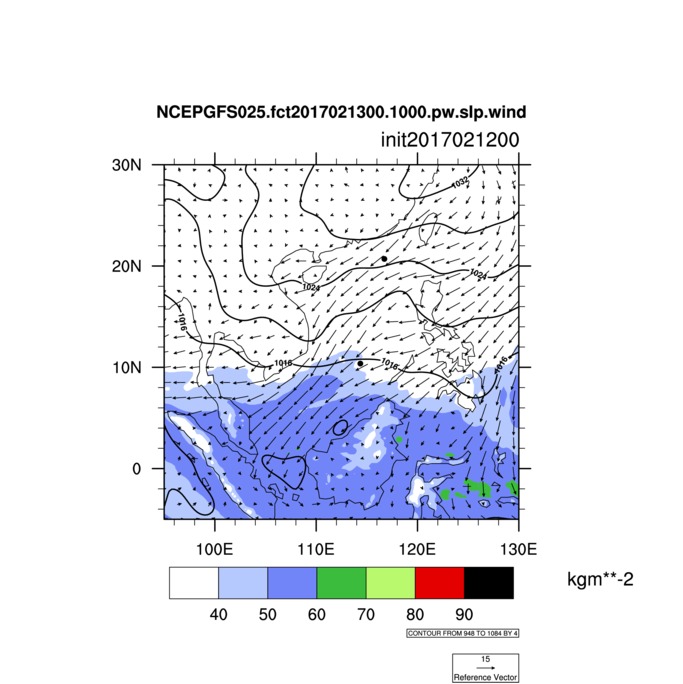 NCEPGFS025.fct2017021300.1000.pw.slp.wind
init2017021200
30N
1032
20N
1024
1024
1016
10N
1016
1016
1016
0
100E 110E 120E 130E
kgm**-2
40 50 60 70 80 90
CONTOUR FROM 948 TO 1084 BY 4
15
Reference Vector